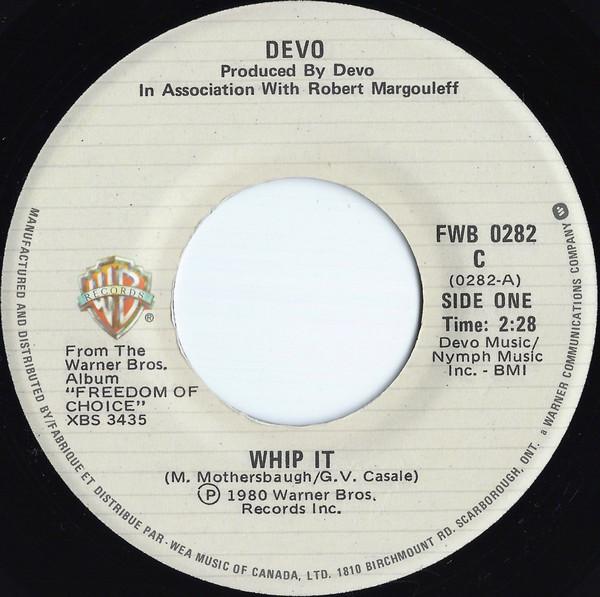 DEVO
Produced By Devo
In Association With Robert Margouleff
FWB 0282
C
(0282-A)
SIDE ONE
Time: 2:28
Devo Music/
Nymph Music
Inc. - BMI
WB
RECORDS
®
From The
Warner Bros.
Album
"FREEDOM OF
CHOICE"
XBS 3435
WHIP IT
(M. Mothersbaugh/G.V. Casale)
Ⓟ 1980 Warner Bros.
Records Inc.
MANUFACTURED AND DISTRIBUTED BY/FABRIQUE ET DISTRIBUE PAR - WEA MUSIC OF CANADA, LTD. 1810 BIRCHMOUNT RD. SCARBOROUGH, ONT. a WARNER COMMUNICATIONS COMPANY